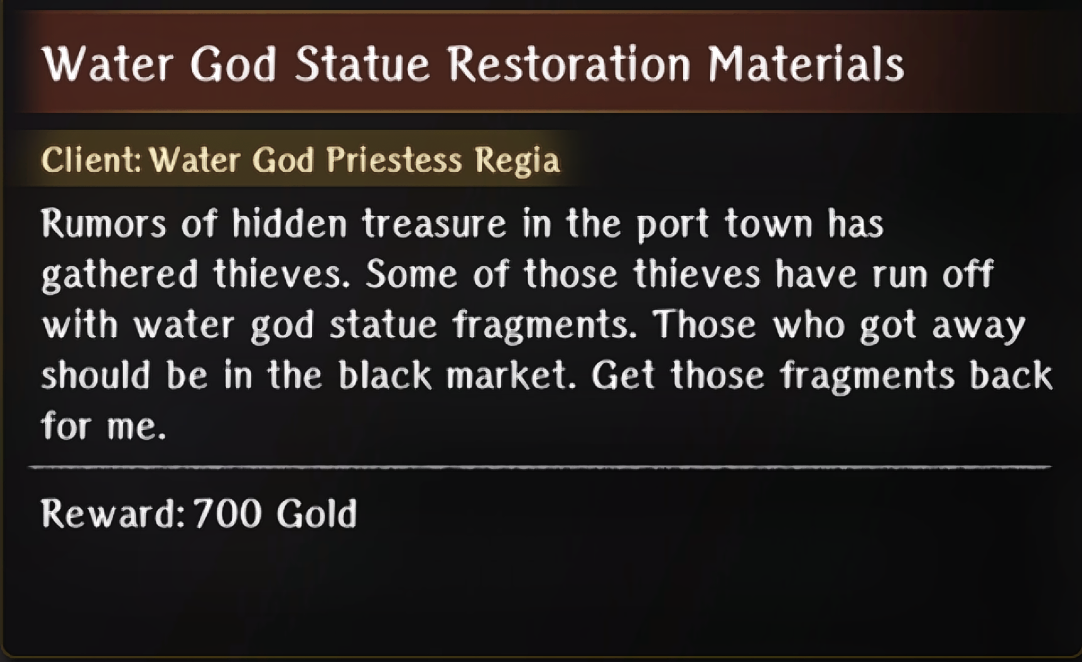 Water God Statue Restoration Materials
Client: Water God Priestess Regia
Rumors of hidden treasure in the port town has
gathered thieves. Some of those thieves have run off
with water god statue fragments. Those who got away
should be in the black market. Get those fragments back
for me.
Reward: 700 Gold